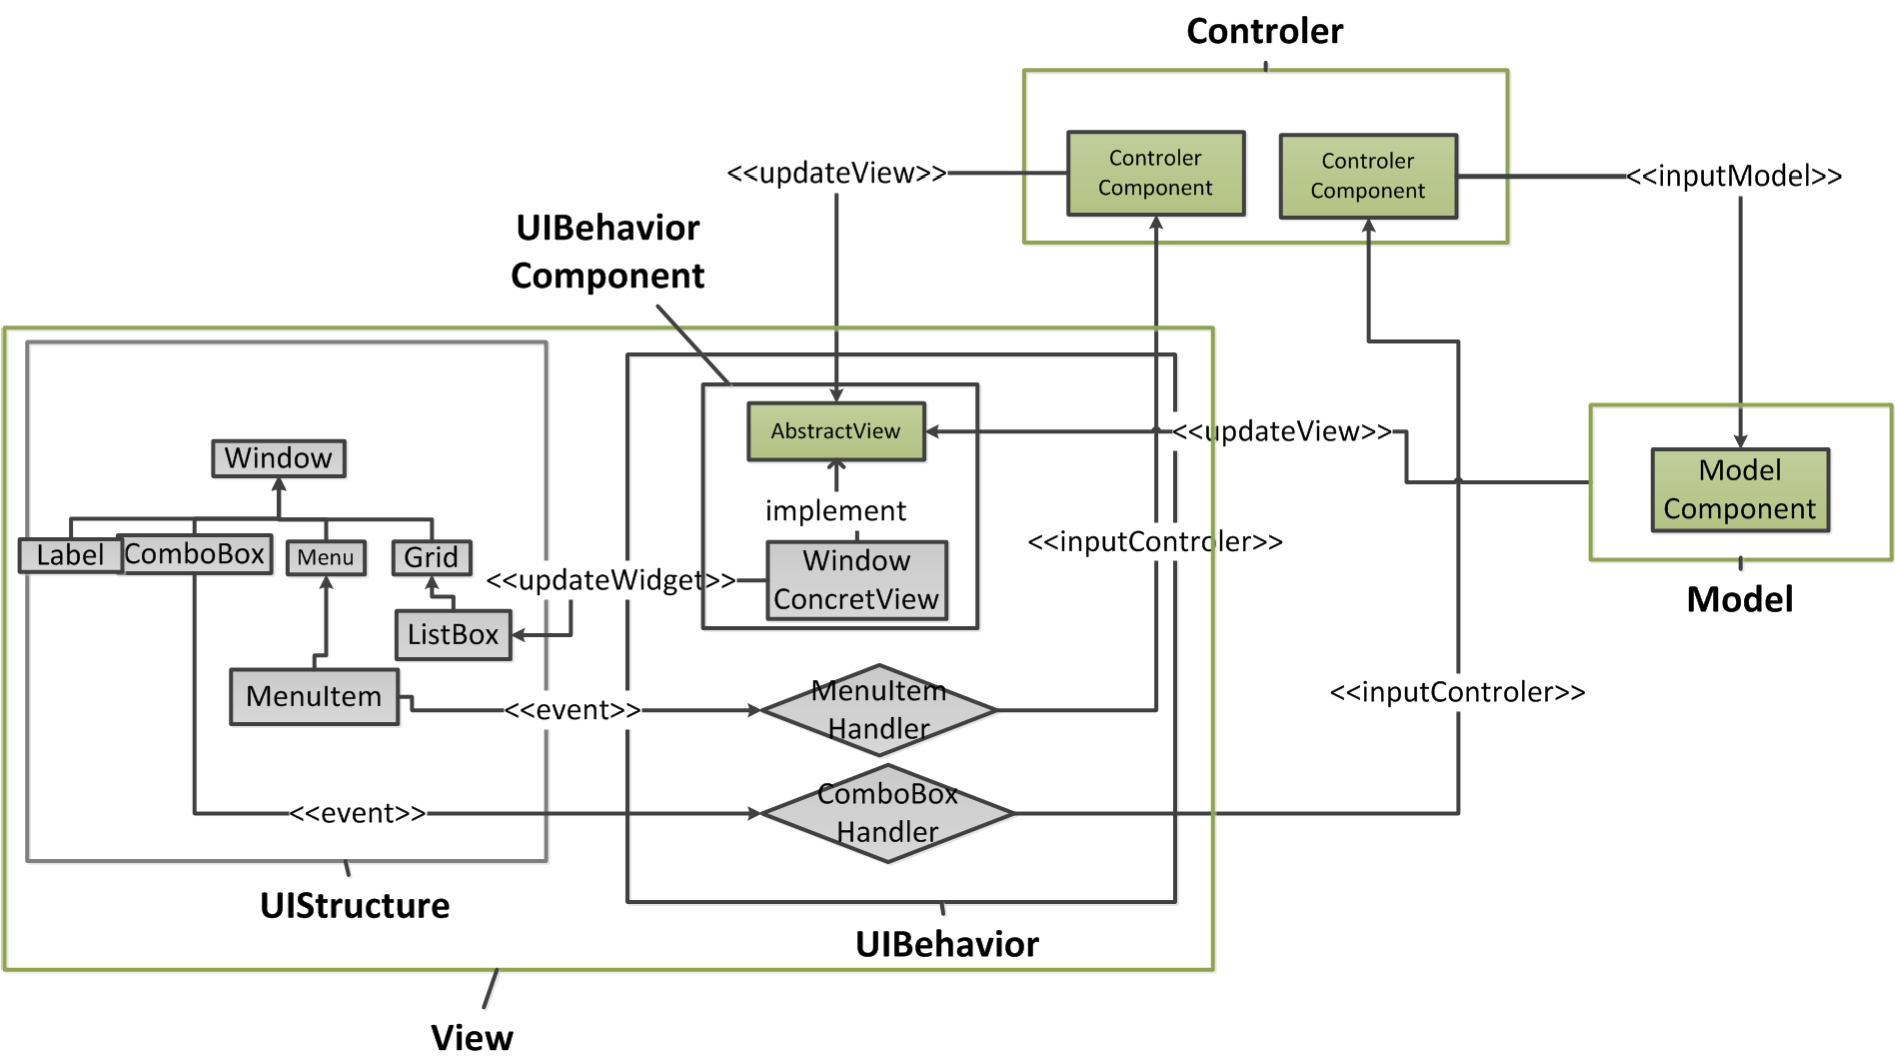 Controler
Controler
Component
Controler
Component
<<updateView>>
<<inputModel>>
UIBehavior
Component
AbstractView
<<updateView>>
Window
Model
Component
implement
<<inputControler>>
Label
ComboBox
Menu
Grid
<<updateWidget>>
Window
ConcretView
Model
ListBox
MenuItem
<<event>>
MenuItem
Handler
<<inputControler>>
<<event>>
ComboBox
Handler
UIStructure
UIBehavior
View